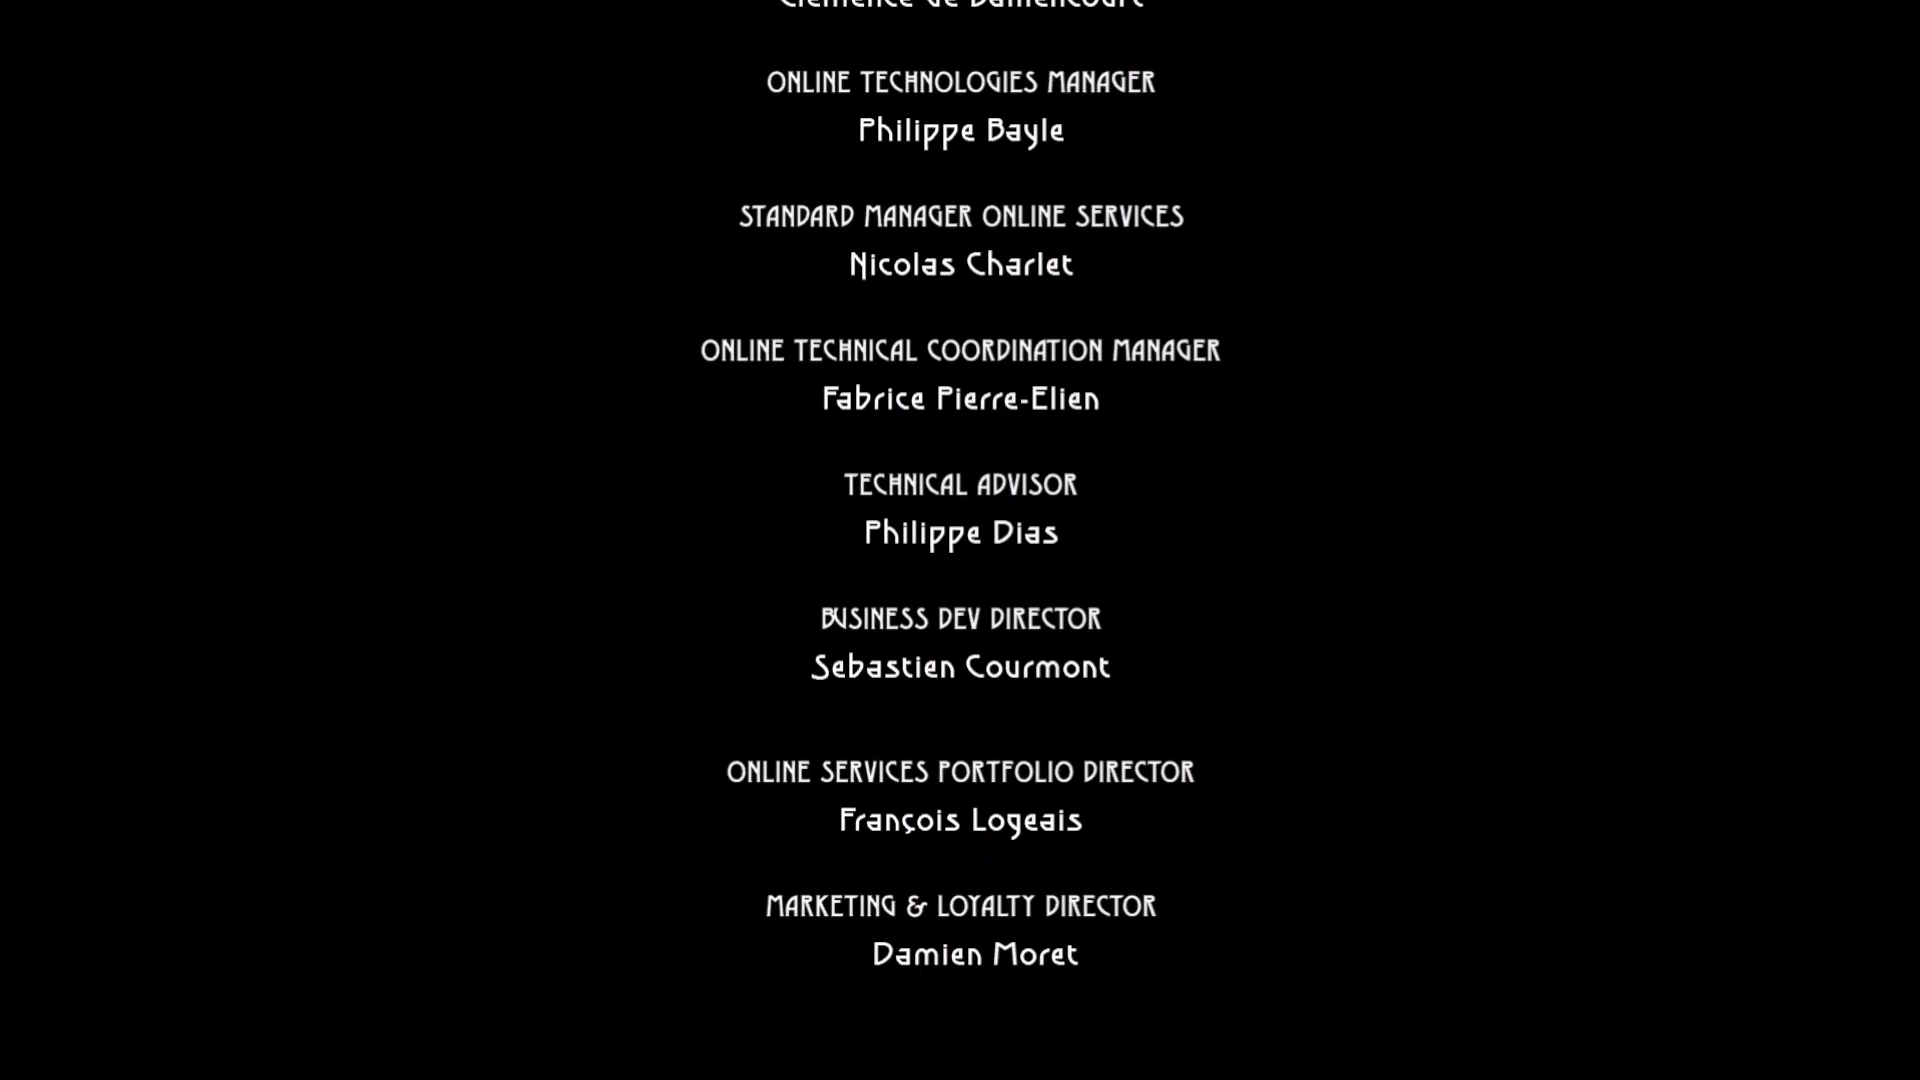 Clémence de
ONLINE TECHNOLOGIES MANAGER
Philippe Bayle
STANDARD MANAGER ONLINE SERVICES
Nicolas Charlet
ONLINE TECHNICAL COORDINATION MANAGER
Fabrice Pierre-Elien
TECHNICAL ADVISOR
Philippe Dias
BUSINESS DEV DIRECTOR
Sebastien Courmont
ONLINE SERVICES PORTFOLIO DIRECTOR
François Logeais
MARKETING & LOYALTY DIRECTOR
Damien Moret